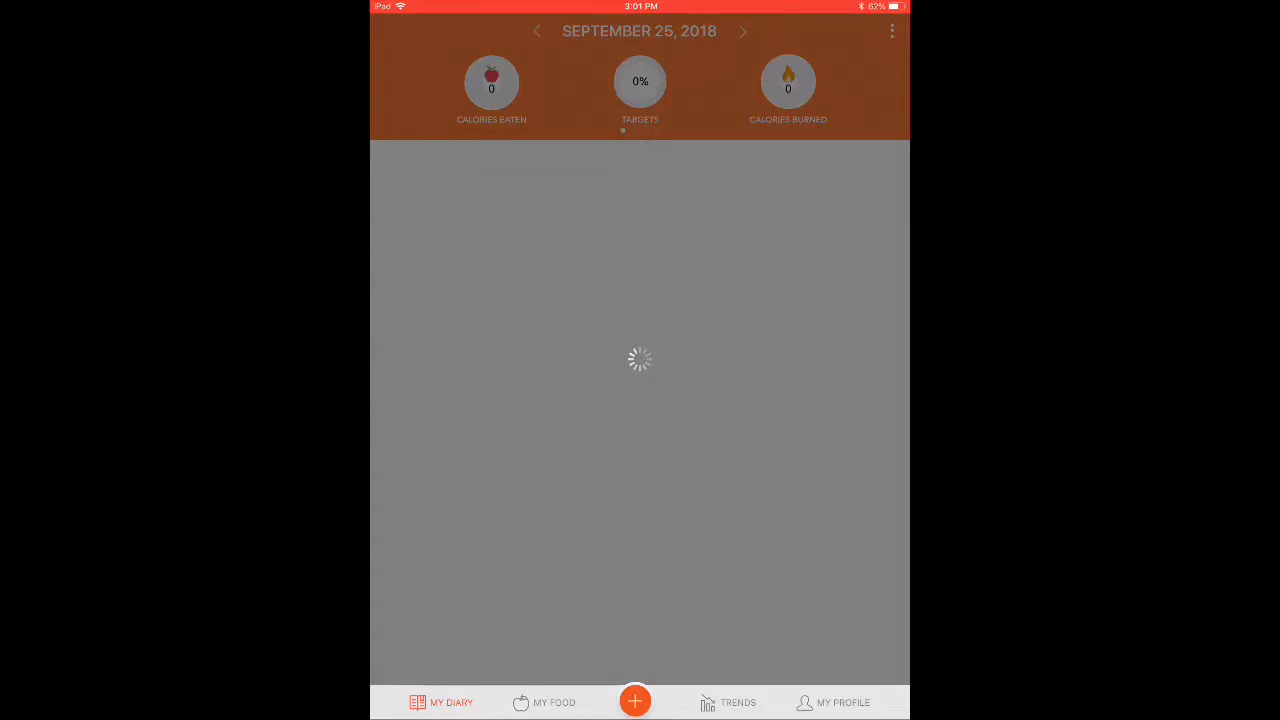 iPad 3:01 PM 62%
SEPTEMBER 25, 2018
0 0% 0
CALORIES EATEN TARGETS CALORIES BURNED
MY DIARY MY FOOD + TRENDS MY PROFILE